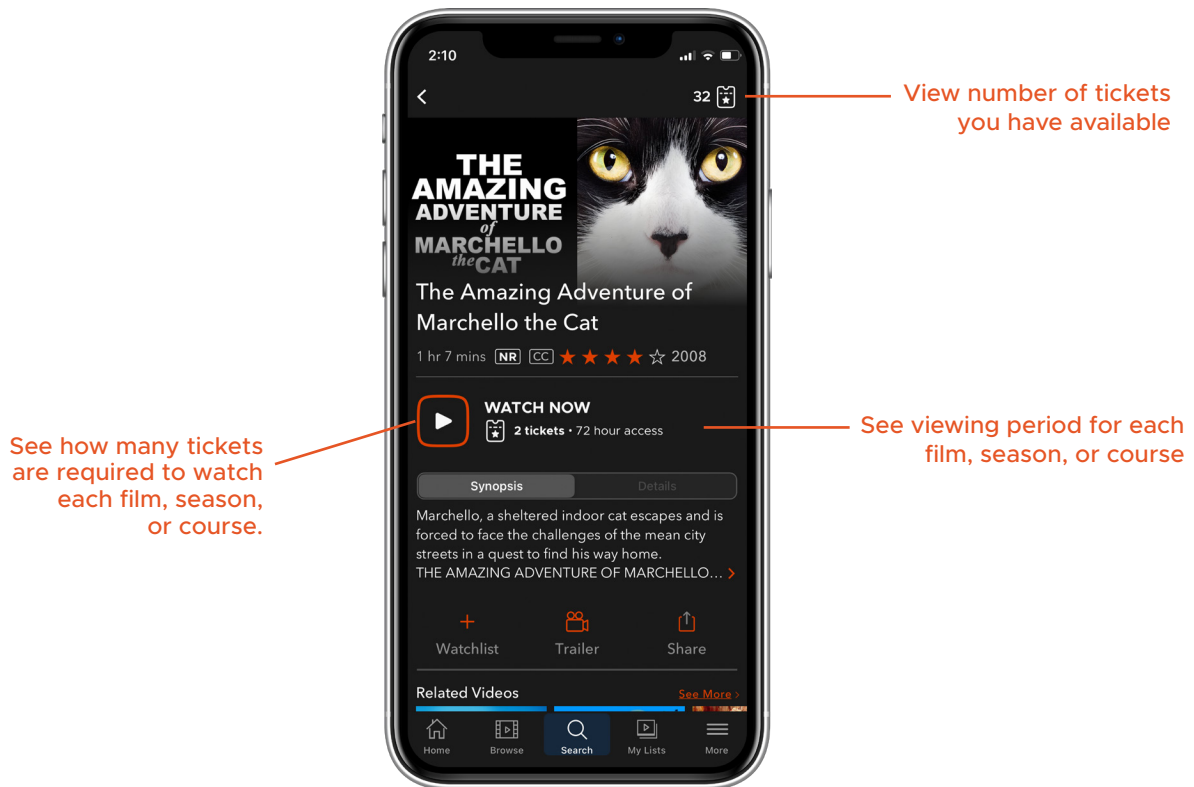 2:10
32
View number of tickets
you have available
THE
AMAZING
ADVENTURE
of
MARCHELLO
the CAT
The Amazing Adventure of
Marchello the Cat
1 hr 7 mins NR CC 2008
WATCH NOW
2 tickets • 72 hour access
See how many tickets
are required to watch
each film, season,
or course.
See viewing period for each
film, season, or course
Synopsis Details
Marchello, a sheltered indoor cat escapes and is
forced to face the challenges of the mean city
streets in a quest to find his way home.
THE AMAZING ADVENTURE OF MARCHELLO...
Watchlist Trailer Share
Related Videos See More
Home Browse Search My Lists More